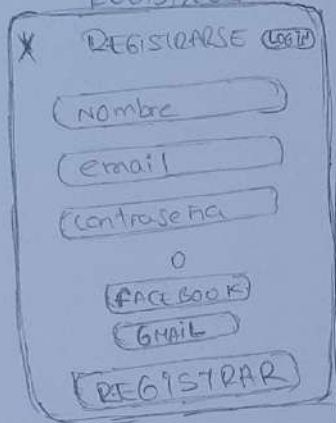 X REGISTRARSE LOGIN
Nombre
email
contraseña
O
FACEBOOK
GMAIL
REGISTRAR